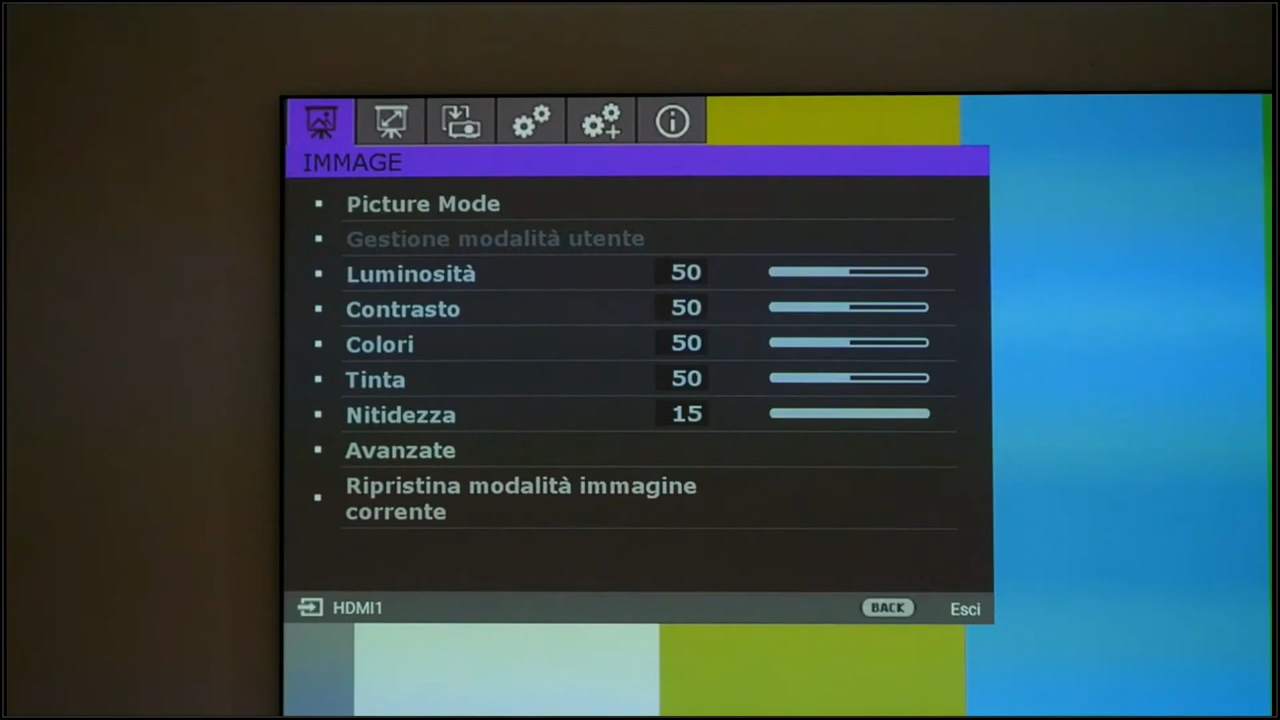 IMMAGE
Picture Mode
Gestione modalità utente
Luminosità 50
Contrasto 50
Colori 50
Tinta 50
Nitidezza 15
Avanzate
Ripristina modalità immagine
corrente
HDMI1 BACK Esci